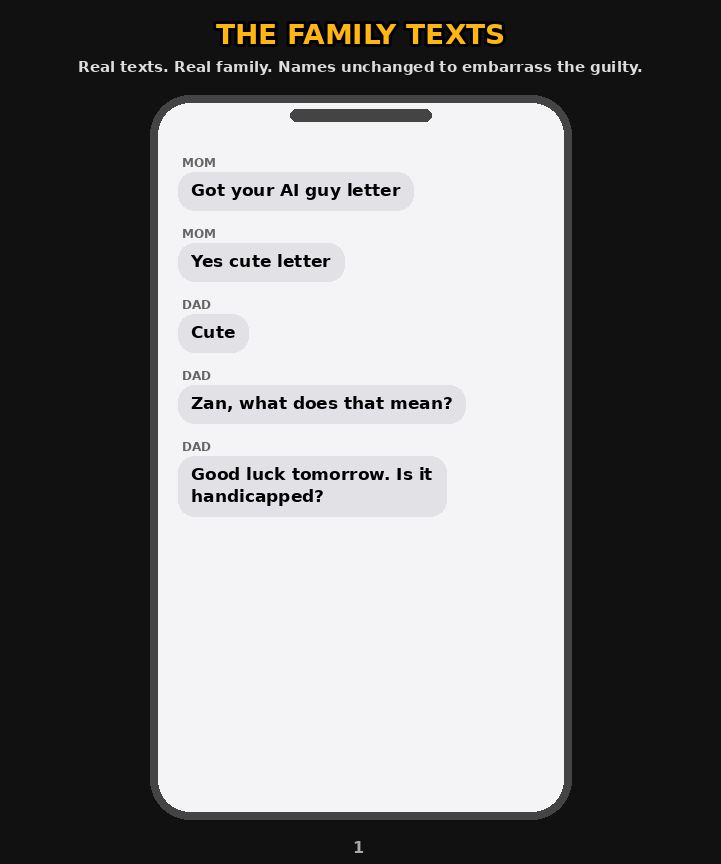 THE FAMILY TEXTS
Real texts. Real family. Names unchanged to embarrass the guilty.
MOM
Got your AI guy letter
MOM
Yes cute letter
DAD
Cute
DAD
Zan, what does that mean?
DAD
Good luck tomorrow. Is it
handicapped?
1